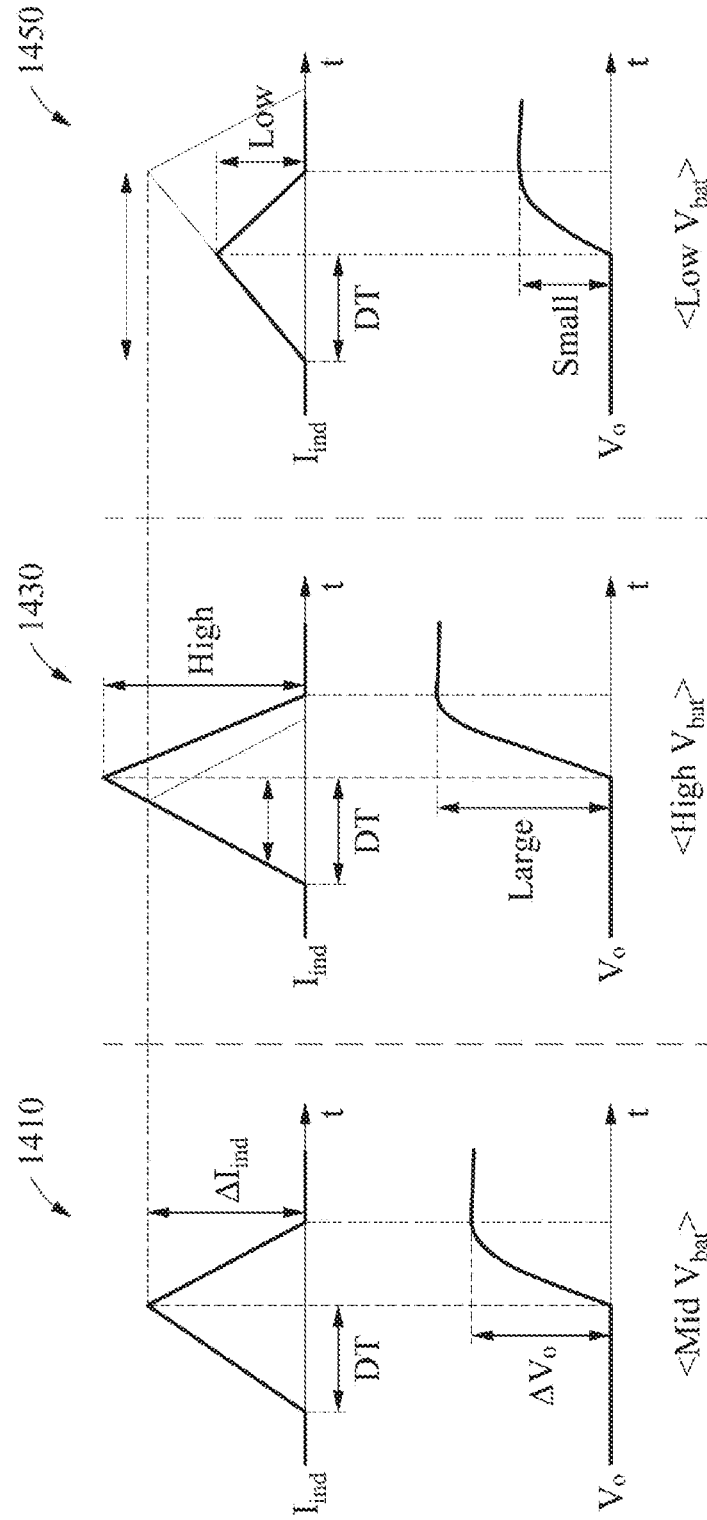 1410
I_ind
ΔI_ind
DT
t
V_o
ΔV_o
t
<Mid V_bat>
1430
I_ind
High
DT
t
V_o
Large
t
<High V_bat>
1450
I_ind
Low
DT
t
V_o
Small
t
<Low V_bat>